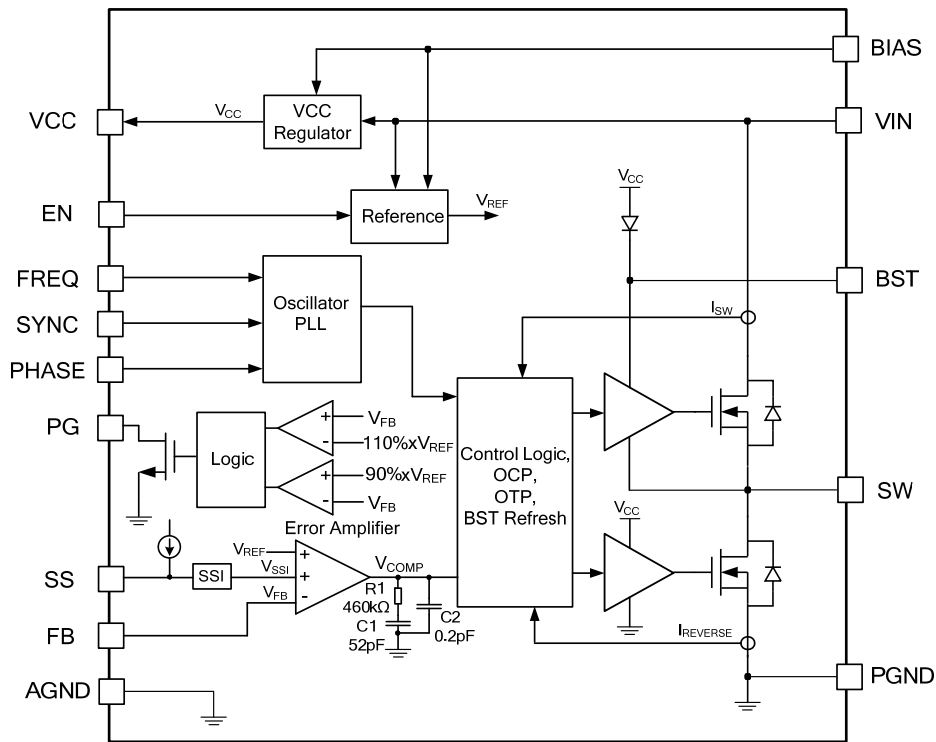 BIAS
VCC
VCC
VCC
Regulator
VIN
VCC
EN
Reference
VREF
FREQ
Oscillator
PLL
BST
SYNC
ISW
PHASE
PG
Logic
+
VFB
-
110%xVREF
+
90%xVREF
-
VFB
Control Logic,
OCP,
OTP,
BST Refresh
SW
Error Amplifier
VCC
SS
SSI
VREF
+
VSSI
+
VFB
-
VCOMP
R1
460kΩ
C1
52pF
C2
0.2pF
FB
IREVERSE
AGND
PGND